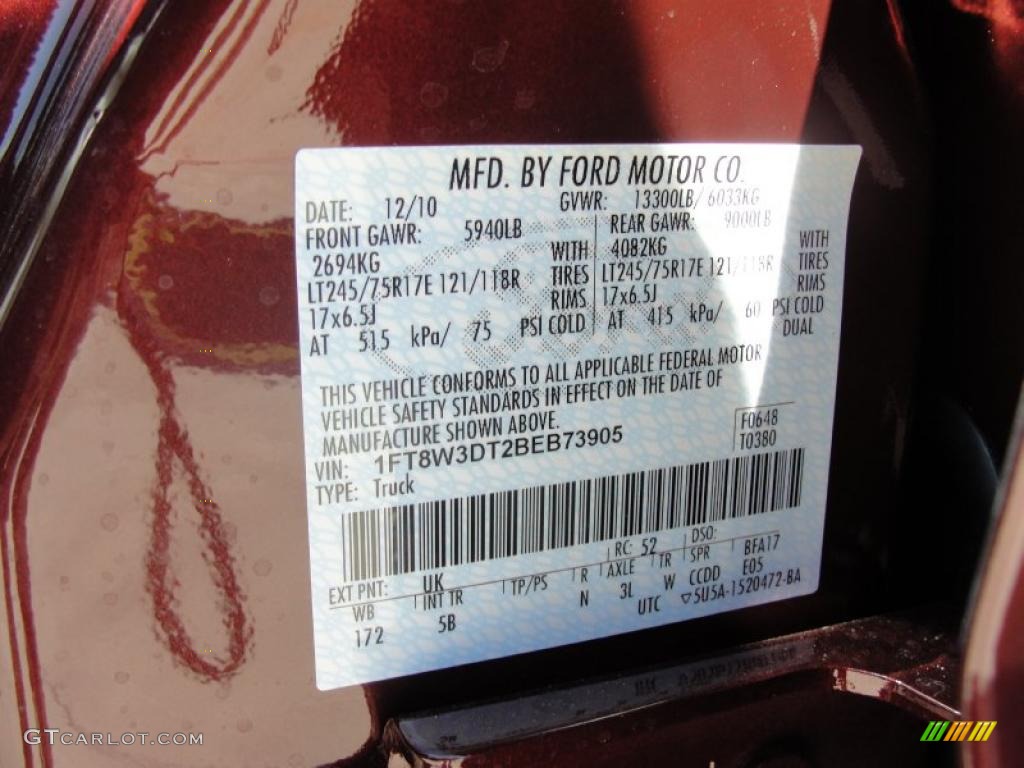 MFD. BY FORD MOTOR CO.
DATE: 12/10 GVWR: 13300LB/ 6033KG
FRONT GAWR: 5940LB REAR GAWR: 9000LB
2694KG WITH 4082KG WITH
LT245/75R17E 121/118R TIRES LT245/75R17E 121/118R TIRES
17x6.5J RIMS 17x6.5J RIMS
AT 515 kPa/ 75 PSI COLD AT 415 kPa/ 60 PSI COLD
DUAL
THIS VEHICLE CONFORMS TO ALL APPLICABLE FEDERAL MOTOR
VEHICLE SAFETY STANDARDS IN EFFECT ON THE DATE OF
MANUFACTURE SHOWN ABOVE.
F0648
VIN: 1FT8W3DT2BEB73905 T0380
TYPE: Truck
EXT PNT: UK RC: 52 DSO:
WB INT TR TP/PS R AXLE TR SPR BFA17
172 5B N 3L W CCDD E05
UTC ▽5U5A-1520472-BA
GTCARLOT.COM